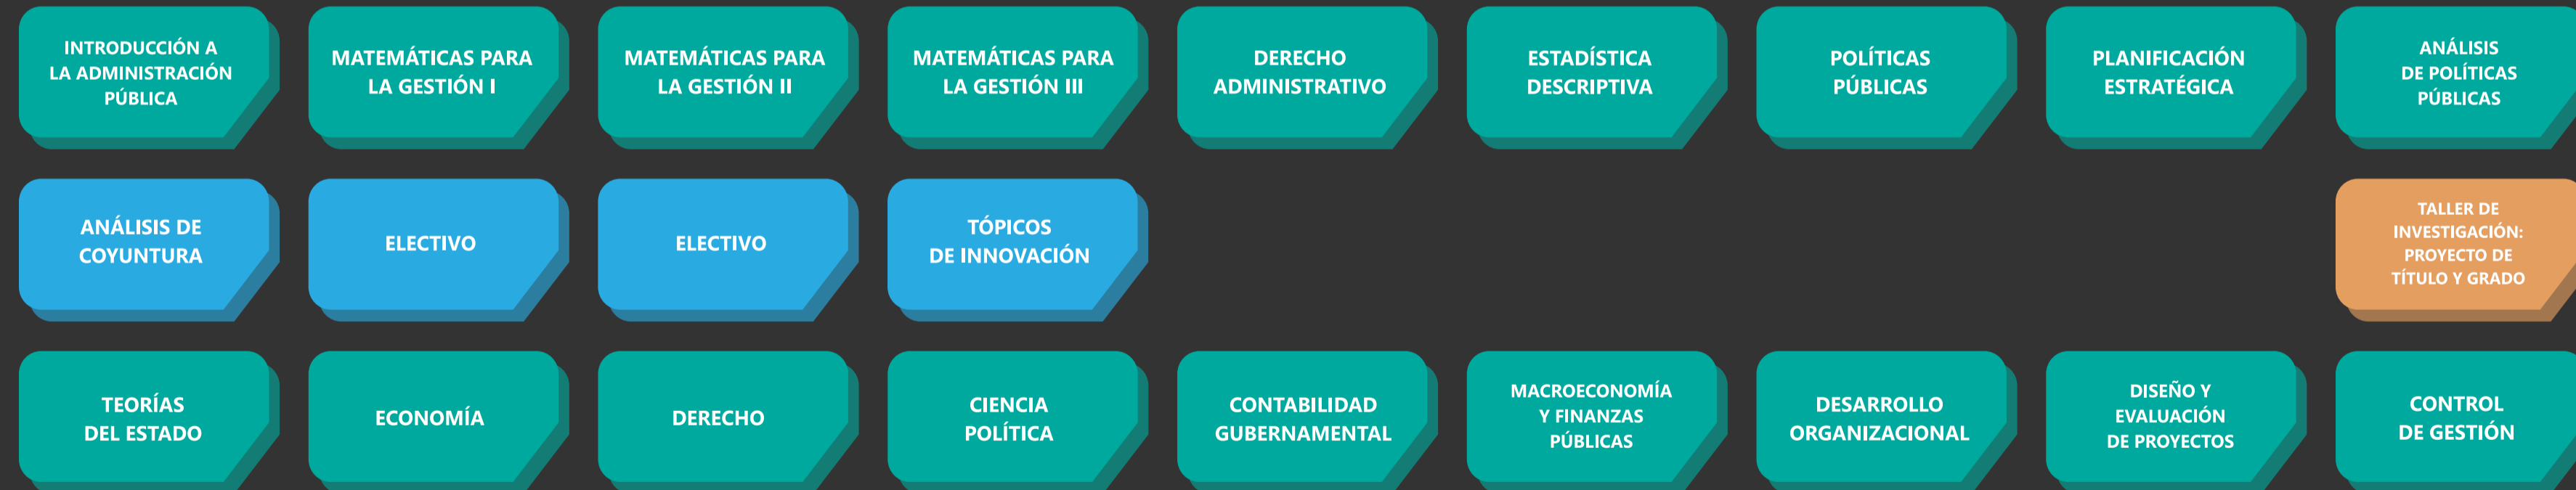 INTRODUCCIÓN A
LA ADMINISTRACIÓN
PÚBLICA
MATEMÁTICAS PARA
LA GESTIÓN I
MATEMÁTICAS PARA
LA GESTIÓN II
MATEMÁTICAS PARA
LA GESTIÓN III
DERECHO
ADMINISTRATIVO
ESTADÍSTICA
DESCRIPTIVA
POLÍTICAS
PÚBLICAS
PLANIFICACIÓN
ESTRATÉGICA
ANÁLISIS
DE POLÍTICAS
PÚBLICAS
ANÁLISIS DE
COYUNTURA
ELECTIVO
ELECTIVO
TÓPICOS
DE INNOVACIÓN
TALLER DE
INVESTIGACIÓN:
PROYECTO DE
TÍTULO Y GRADO
TEORÍAS
DEL ESTADO
ECONOMÍA
DERECHO
CIENCIA
POLÍTICA
CONTABILIDAD
GUBERNAMENTAL
MACROECONOMÍA
Y FINANZAS
PÚBLICAS
DESARROLLO
ORGANIZACIONAL
DISEÑO Y
EVALUACIÓN
DE PROYECTOS
CONTROL
DE GESTIÓN